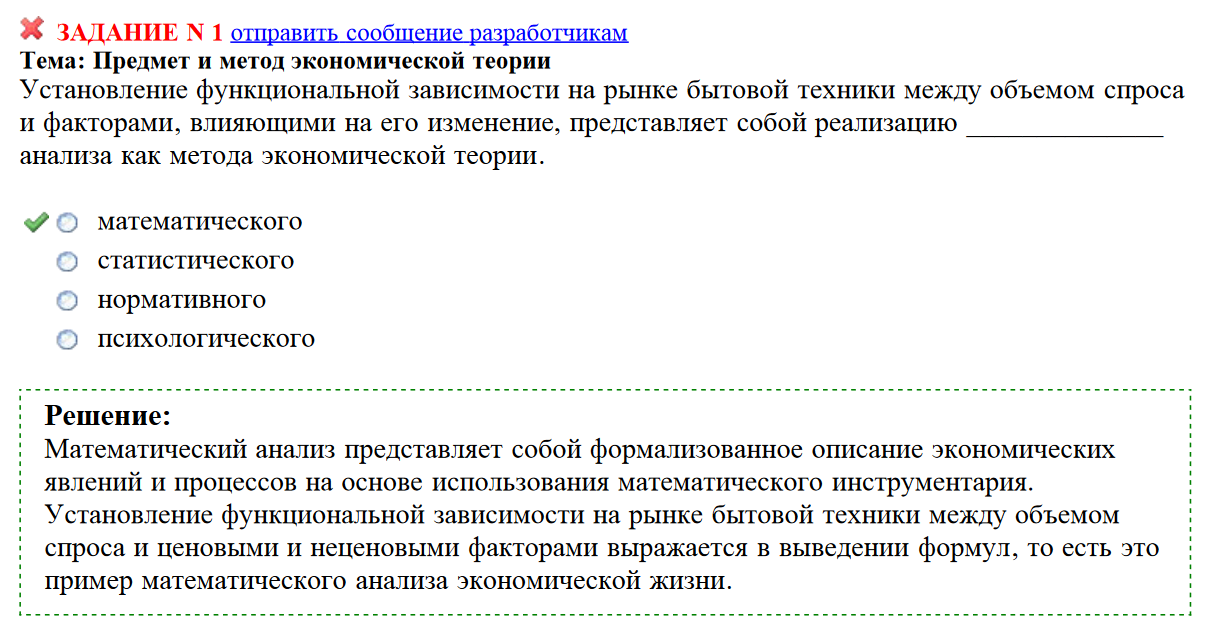 ЗАДАНИЕ N 1 отправить сообщение разработчикам
Тема: Предмет и метод экономической теории
Установление функциональной зависимости на рынке бытовой техники между объемом спроса
и факторами, влияющими на его изменение, представляет собой реализацию ______________
анализа как метода экономической теории.
математического
статистического
нормативного
психологического
Решение:
Математический анализ представляет собой формализованное описание экономических
явлений и процессов на основе использования математического инструментария.
Установление функциональной зависимости на рынке бытовой техники между объемом
спроса и ценовыми и неценовыми факторами выражается в выведении формул, то есть это
пример математического анализа экономической жизни.